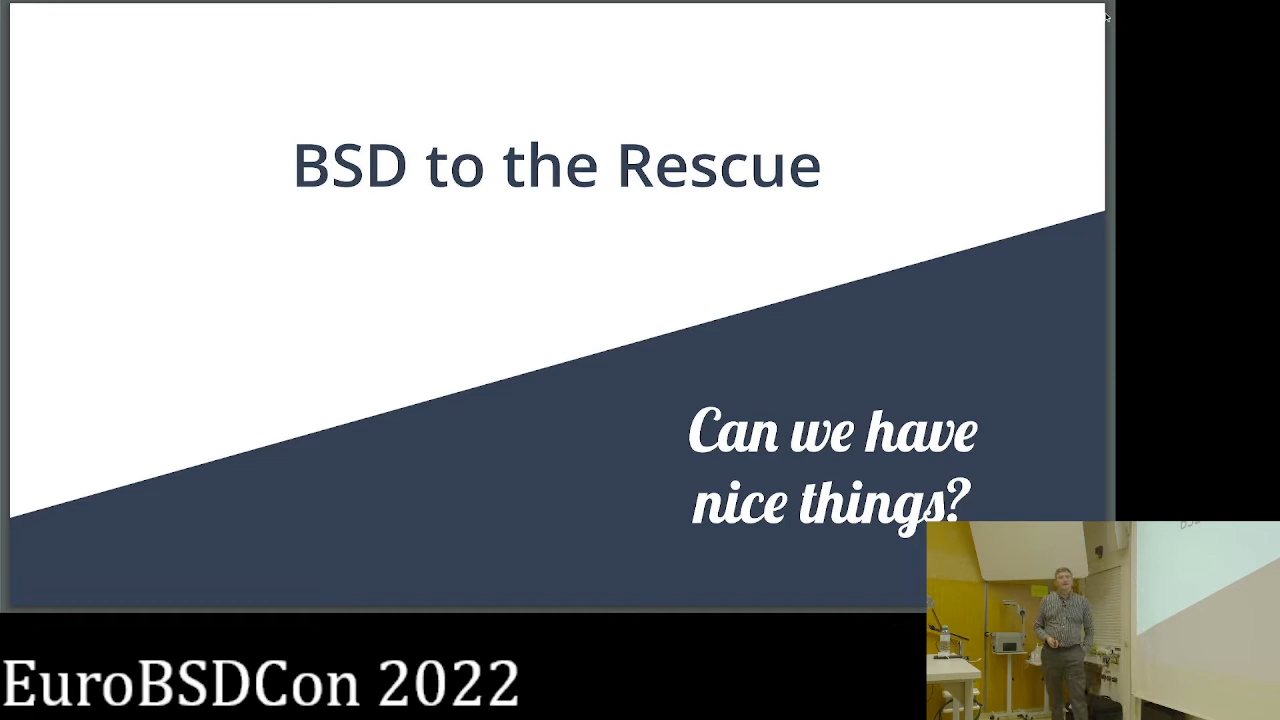 BSD to the Rescue
Can we have
nice things?
EuroBSDCon 2022